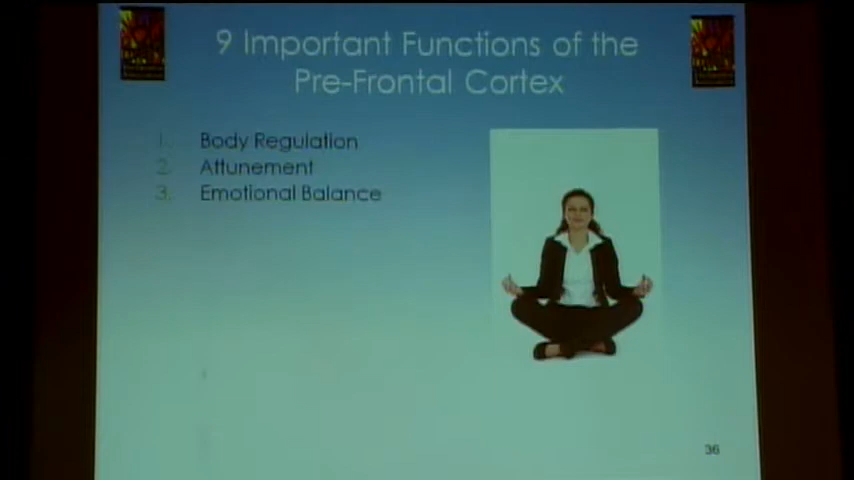 9 Important Functions of the
Pre-Frontal Cortex
1. Body Regulation
2. Attunement
3. Emotional Balance
36